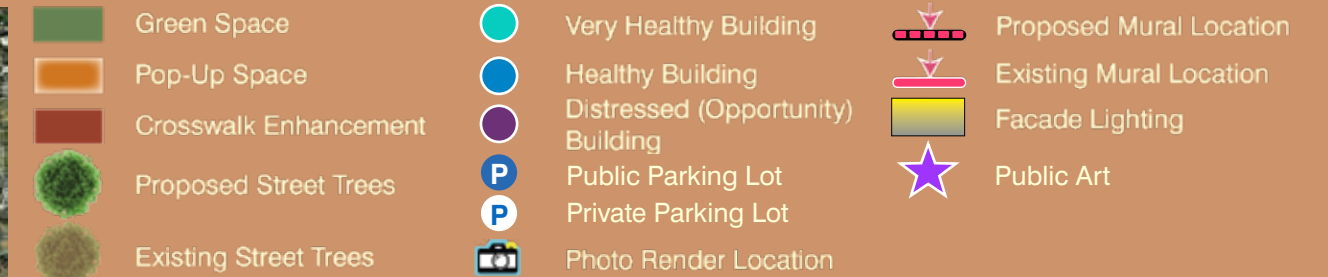 Green Space
Pop-Up Space
Crosswalk Enhancement
Proposed Street Trees
Existing Street Trees
Very Healthy Building
Healthy Building
Distressed (Opportunity)
Building
P Public Parking Lot
P Private Parking Lot
Photo Render Location
Proposed Mural Location
Existing Mural Location
Facade Lighting
Public Art